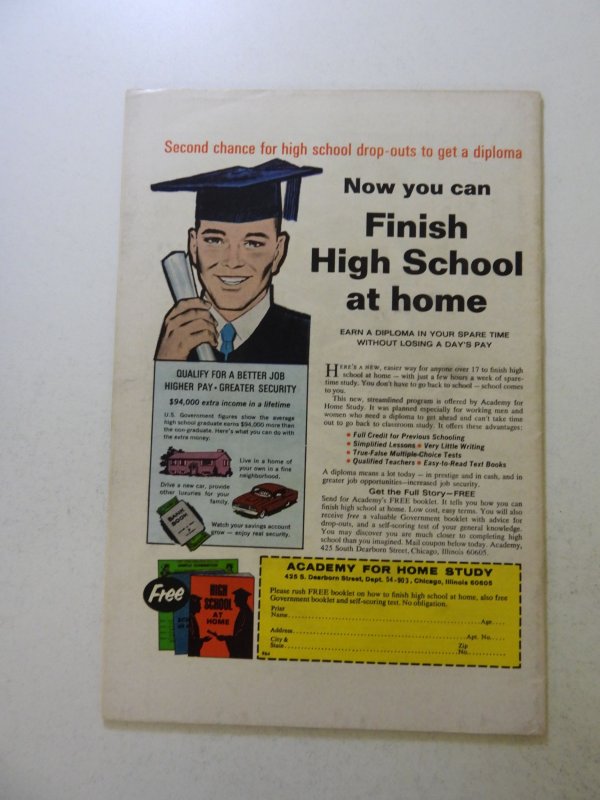 Second chance for high school drop-outs to get a diploma
Now you can
Finish
High School
at home
EARN A DIPLOMA IN YOUR SPARE TIME
WITHOUT LOSING A DAY'S PAY
HERE'S A NEW, easier way for anyone over 17 to finish high
school at home — with just a few hours a week of spare-
time study. You don't have to go back to school — school comes
to you.
This new, streamlined program is offered by Academy for
Home Study. It was planned especially for working men and
women who need a diploma to get ahead and can't take time
out to go back to classroom study. It offers these advantages:
• Full Credit for Previous Schooling
• Simplified Lessons • Very Little Writing
• True-False Multiple-Choice Tests
• Qualified Teachers • Easy-to-Read Text Books
A diploma means a lot today — in prestige and in cash, and in
greater job opportunities—increased job security.
Get the Full Story—FREE
Send for Academy's FREE booklet. It tells you how you can
finish high school at home. Low cost, easy terms. You will also
receive free a valuable Government booklet with advice for
drop-outs, and a self-scoring test of your general knowledge.
You may discover you are much closer to completing high
school than you imagined. Mail coupon below today. Academy,
425 South Dearborn Street, Chicago, Illinois 60605.
QUALIFY FOR A BETTER JOB
HIGHER PAY • GREATER SECURITY
$94,000 extra income in a lifetime
U.S. Government figures show the average
high school graduate earns $94,000 more than
the non-graduate. Here's what you can do with
the extra money.
Live in a home of
your own in a fine
neighborhood.
Drive a new car, provide
other luxuries for your
family.
BANK
BOOK
Watch your savings account
grow — enjoy real security.
Free
HIGH
SCHOOL
AT
HOME
ACADEMY FOR HOME STUDY
425 S. Dearborn Street, Dept. 54-903, Chicago, Illinois 60605
Please rush FREE booklet on how to finish high school at home, also free
Government booklet and self-scoring test. No obligation.
Print
Name Age
Address Apt. No.
City & Zip
State No.